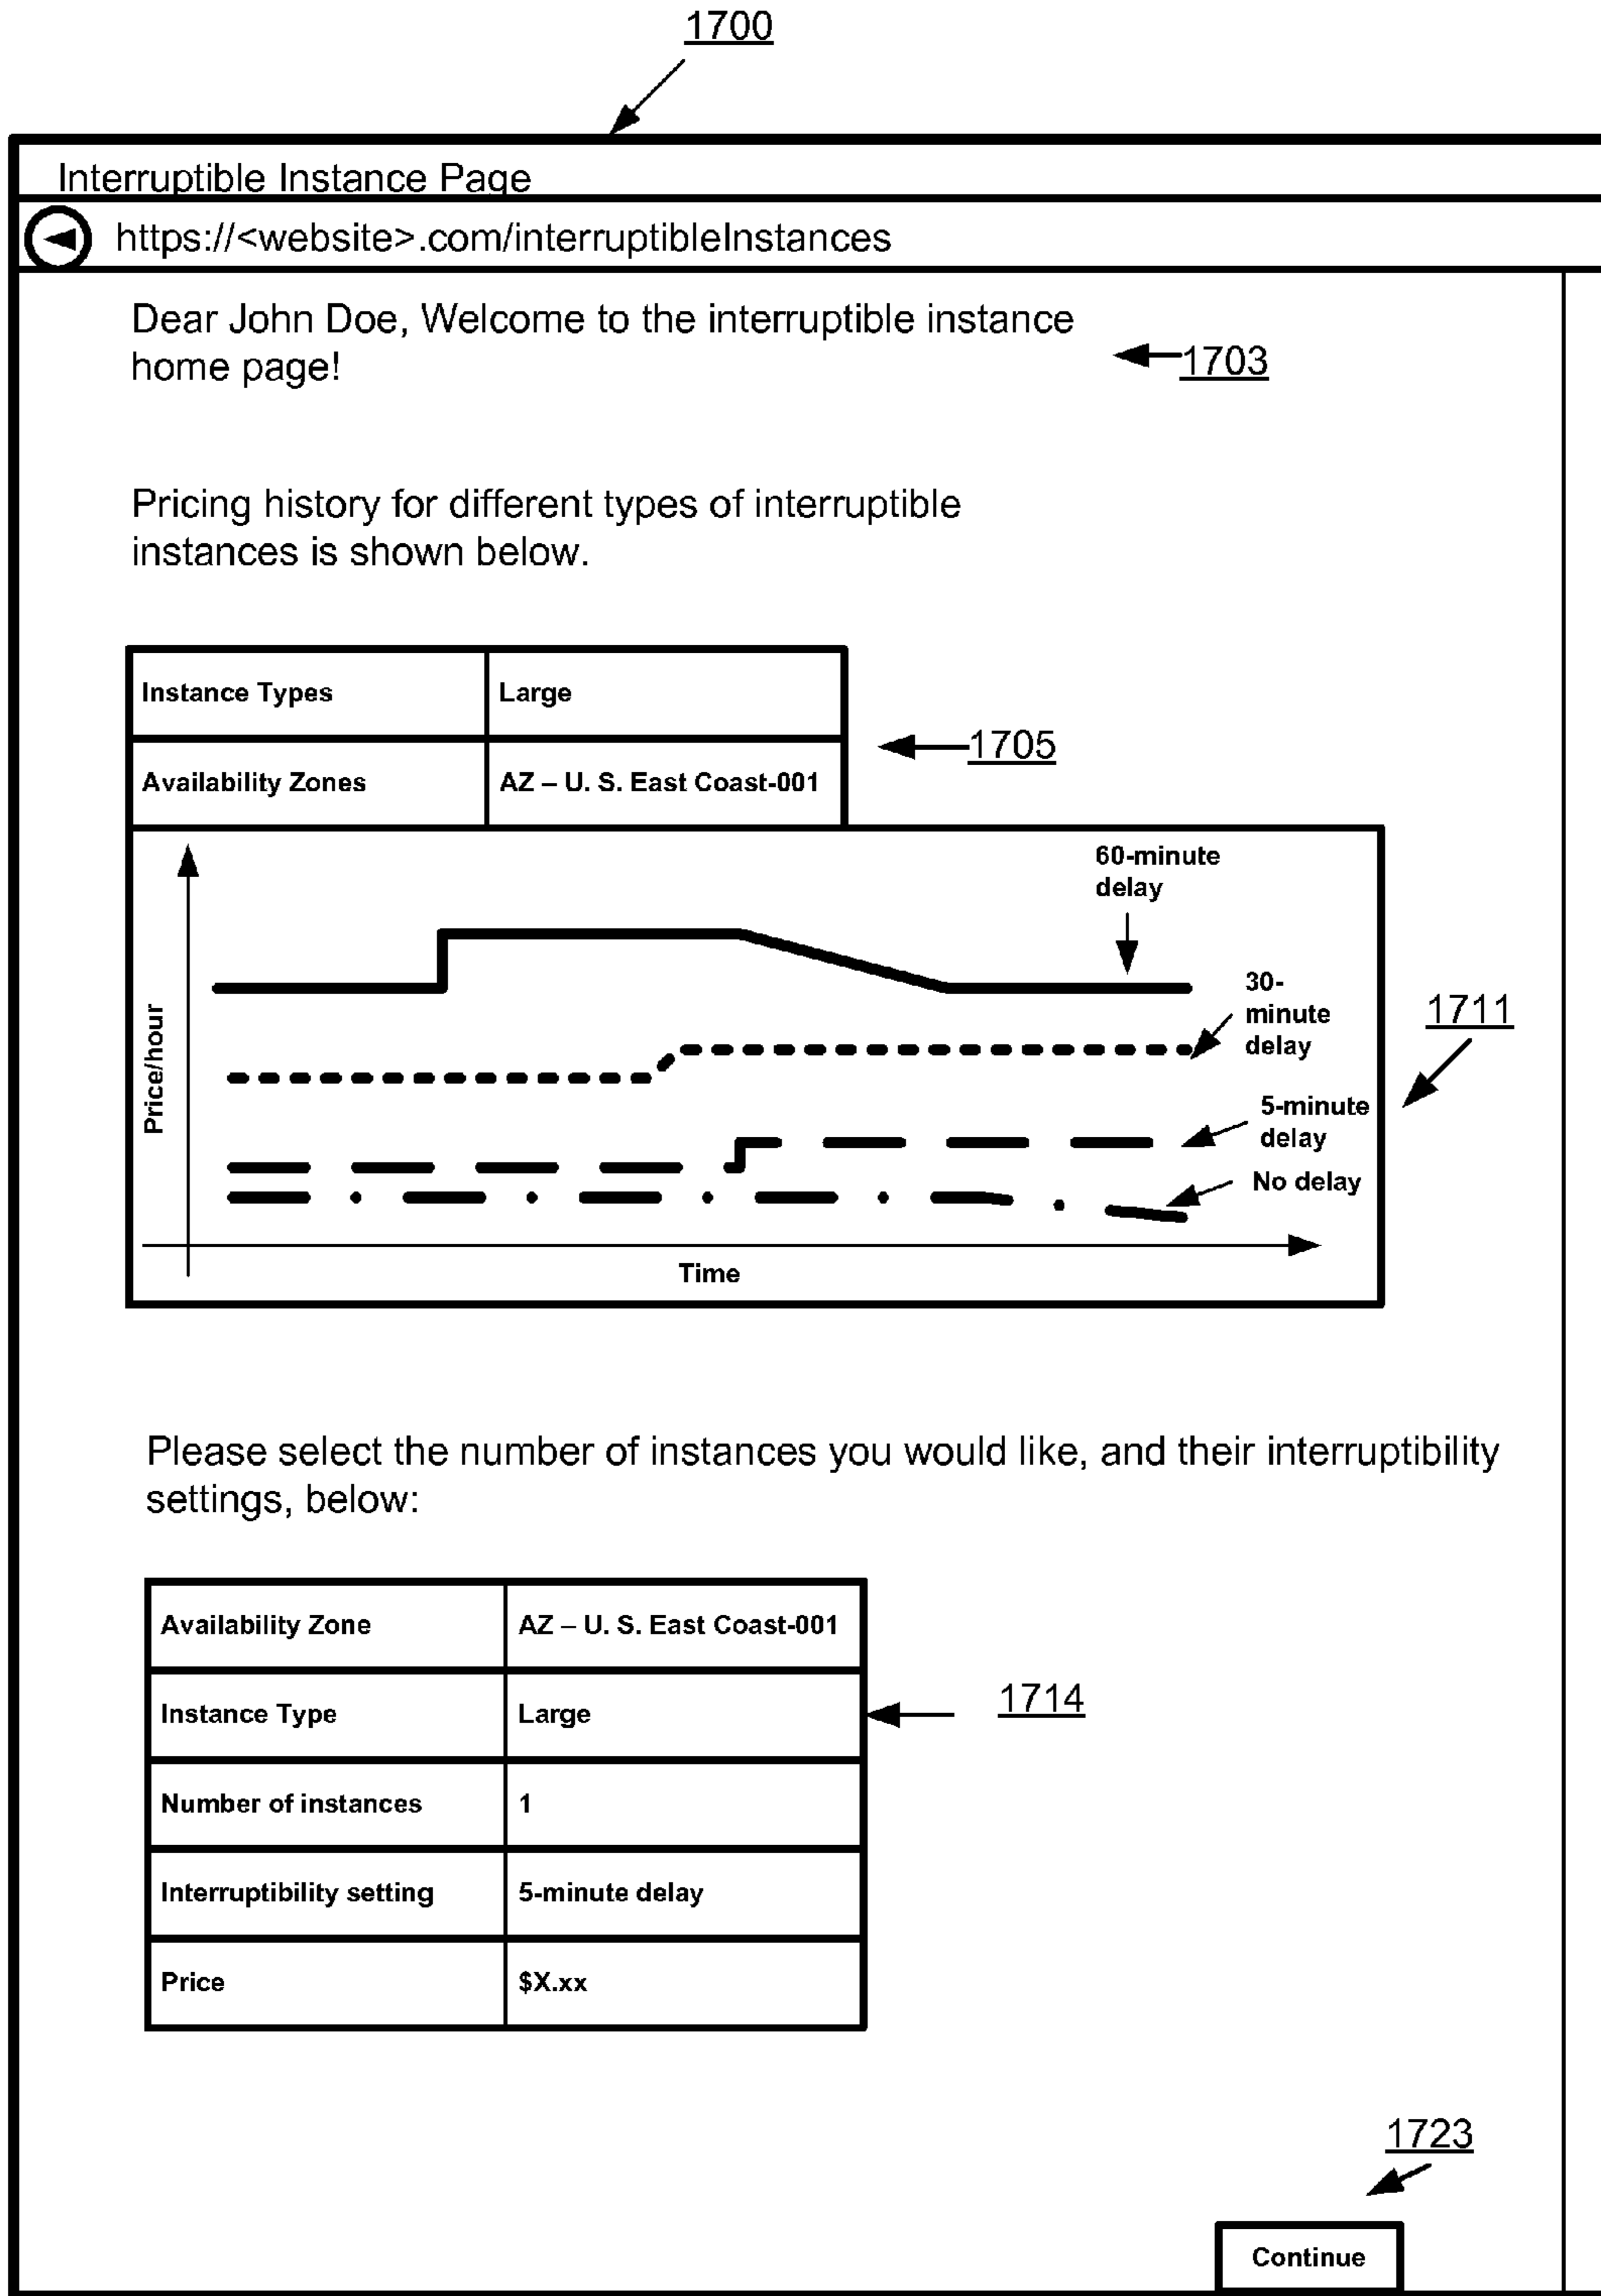 1700
Interruptible Instance Page
https://<website>.com/interruptibleInstances
Dear John Doe, Welcome to the interruptible instance
home page!
1703
Pricing history for different types of interruptible
instances is shown below.
Instance Types
Large
1705
Availability Zones
AZ – U. S. East Coast-001
60-minute
delay
30-
minute
delay
1711
Price/hour
5-minute
delay
No delay
Time
Please select the number of instances you would like, and their interruptibility
settings, below:
Availability Zone
AZ – U. S. East Coast-001
Instance Type
Large
1714
Number of instances
1
Interruptibility setting
5-minute delay
Price
$X.xx
1723
Continue